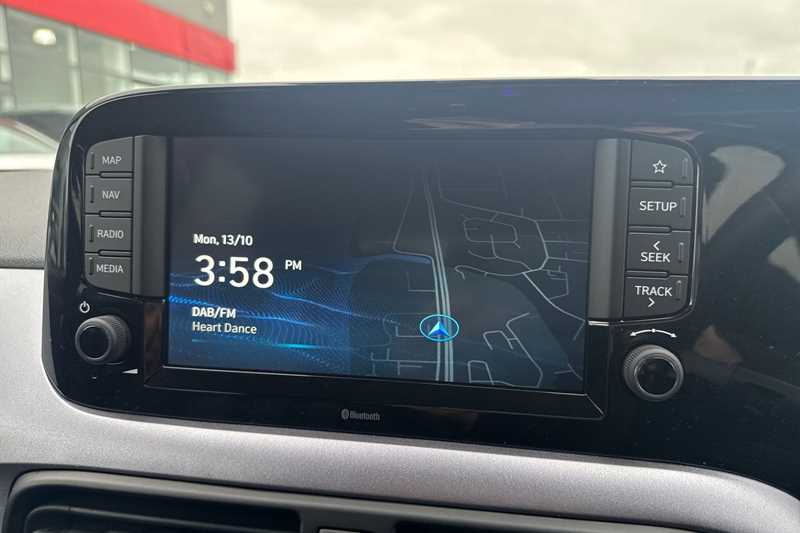 MAP
NAV
RADIO
MEDIA
Mon, 13/10
3:58 PM
DAB/FM
Heart Dance
SETUP
SEEK
TRACK
Bluetooth